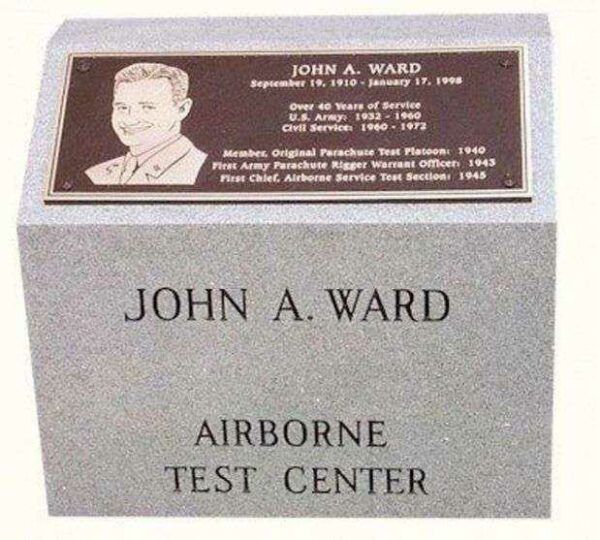 JOHN A. WARD
September 19, 1910 - January 17, 1998
Over 40 Years of Service
U.S. Army: 1932 - 1960
Civil Service: 1960 - 1972
Member, Original Parachute Test Platoon: 1940
First Army Parachute Rigger Warrant Officer: 1943
First Chief, Airborne Service Test Section: 1945
JOHN A. WARD
AIRBORNE
TEST CENTER